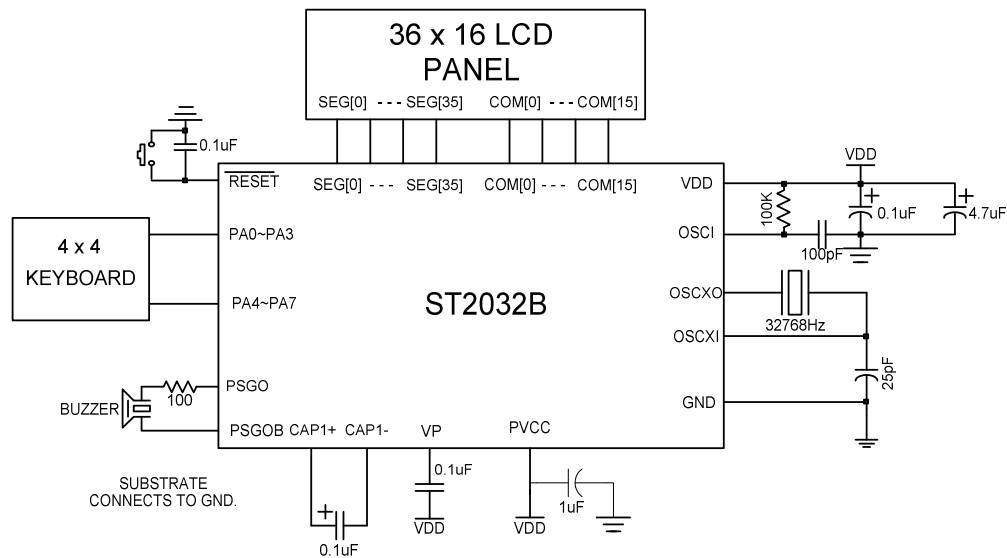 36 x 16 LCD
PANEL
SEG[0] --- SEG[35] COM[0] --- COM[15]
0.1uF
RESET
SEG[0] --- SEG[35] COM[0] --- COM[15]
VDD
VDD
100K
0.1uF
4.7uF
4 x 4
KEYBOARD
PA0~PA3
PA4~PA7
OSCI
100pF
ST2032B
OSCXO
32768Hz
OSCXI
25pF
GND
BUZZER
100
PSGO
PSGOB
CAP1+
CAP1-
VP
PVCC
SUBSTRATE
CONNECTS TO GND.
0.1uF
0.1uF
VDD
VDD
1uF